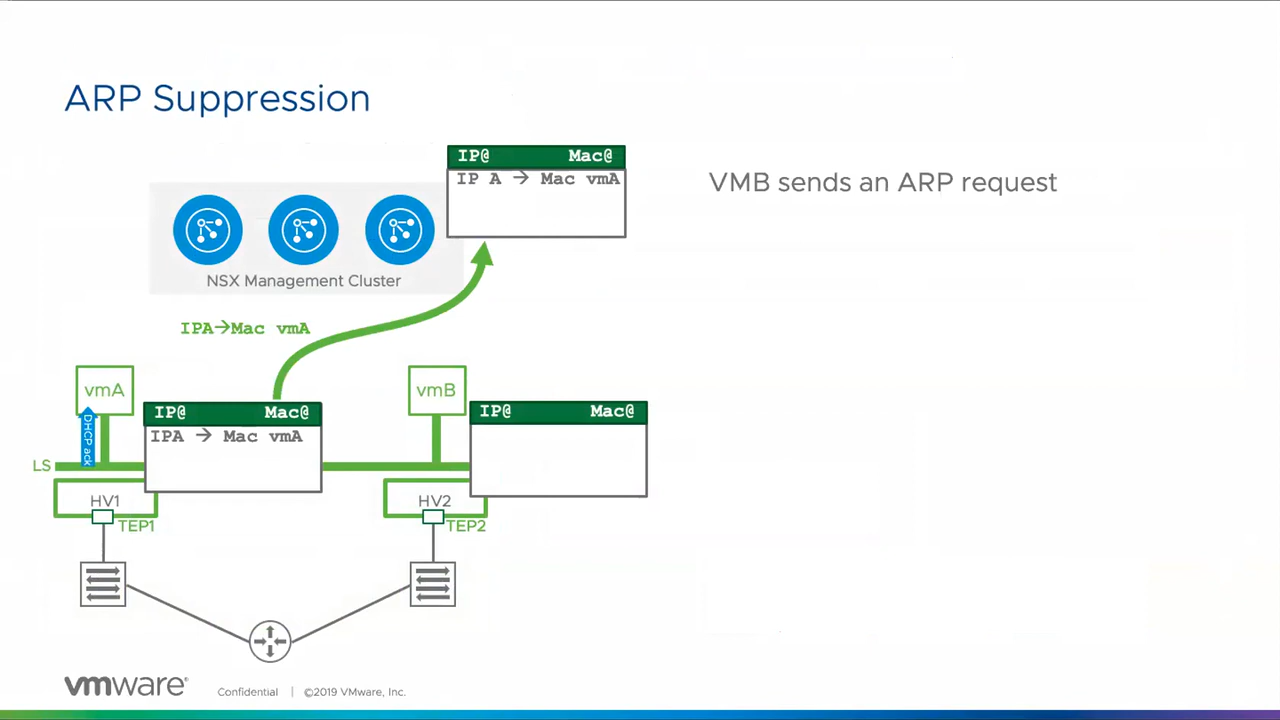 ARP Suppression
IP@ Mac@
IP A → Mac vmA
VMB sends an ARP request
NSX Management Cluster
IPA→Mac vmA
vmA
vmB
DHCP ack
IP@ Mac@
IPA → Mac vmA
IP@ Mac@
LS
HV1
TEP1
HV2
TEP2
vmware®
Confidential | ©2019 VMware, Inc.